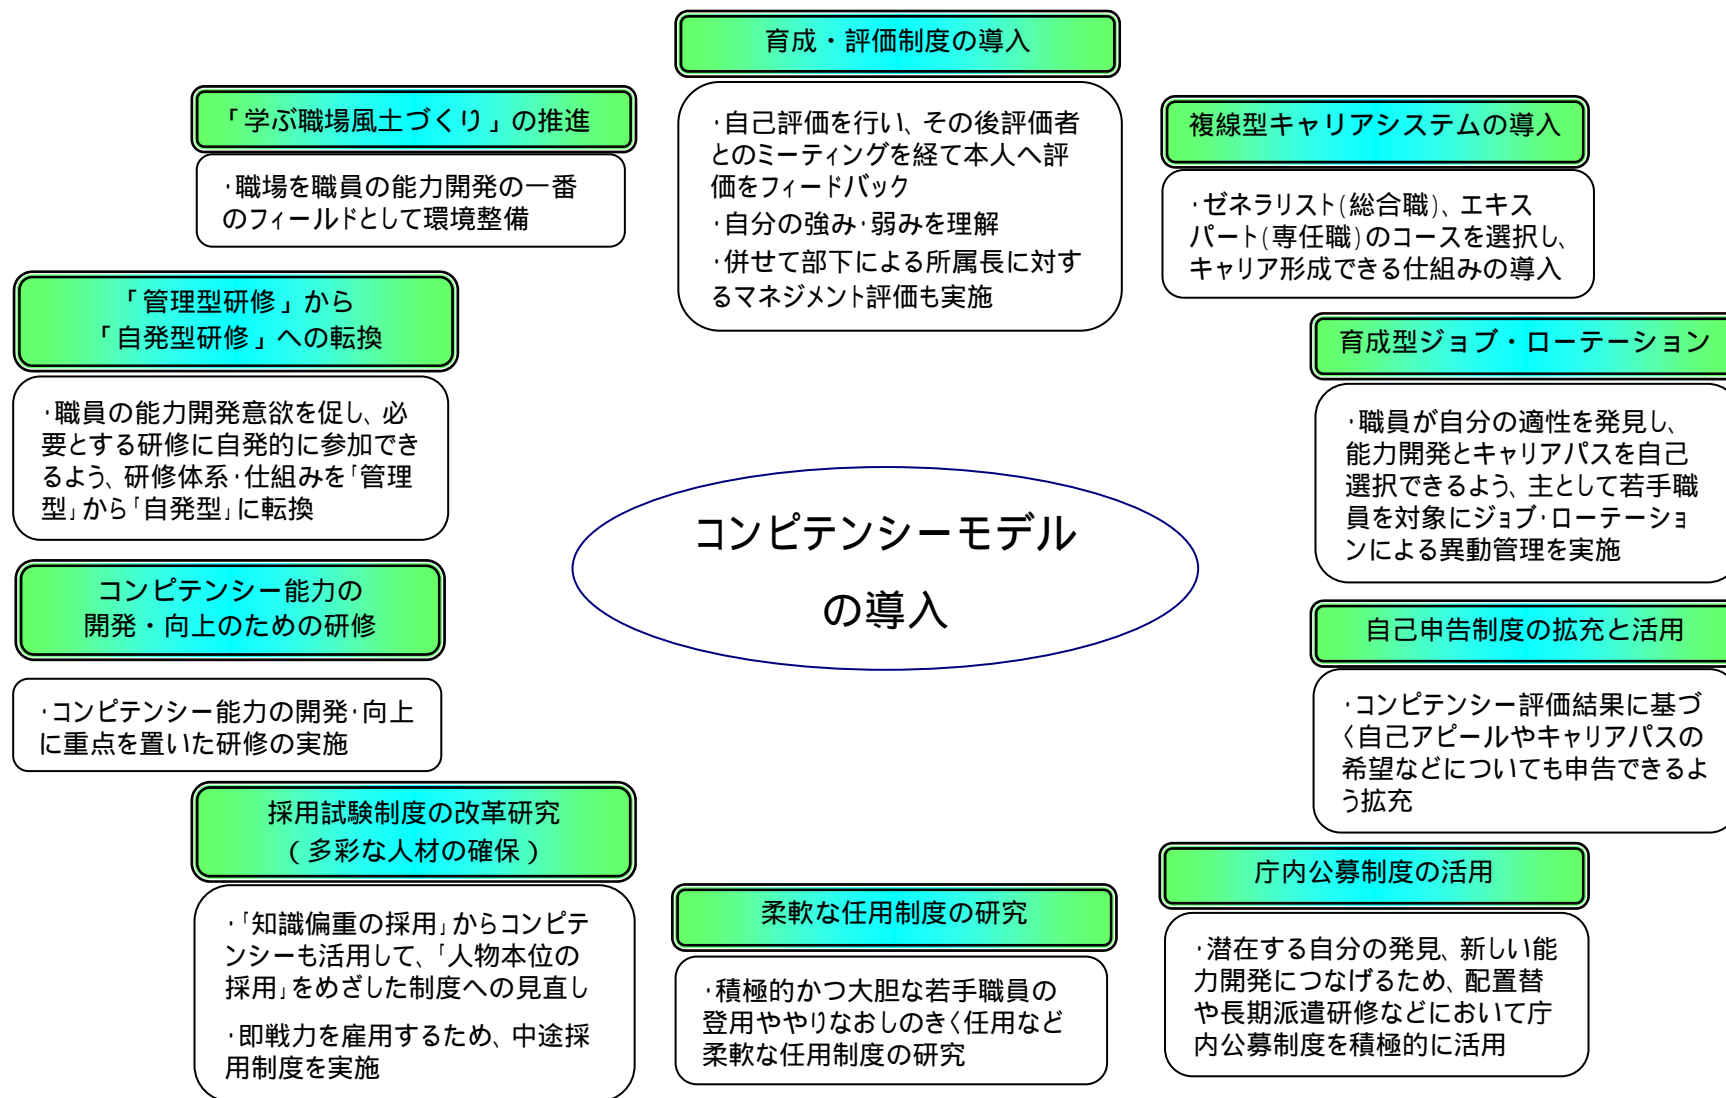 育成・評価制度の導入
・自己評価を行い、その後評価者
とのミーティングを経て本人へ評
価をフィードバック
・自分の強み・弱みを理解
・併せて部下による所属長に対す
るマネジメント評価も実施
「学ぶ職場風土づくり」の推進
・職場を職員の能力開発の一番
のフィールドとして環境整備
複線型キャリアシステムの導入
・ゼネラリスト(総合職)、エキス
パート(専任職)のコースを選択し、
キャリア形成できる仕組みの導入
「管理型研修」から
「自発型研修」への転換
・職員の能力開発意欲を促し、必
要とする研修に自発的に参加でき
るよう、研修体系・仕組みを「管理
型」から「自発型」に転換
育成型ジョブ・ローテーション
・職員が自分の適性を発見し、
能力開発とキャリアパスを自己
選択できるよう、主として若手職
員を対象にジョブ・ローテーショ
ンによる異動管理を実施
コンピテンシーモデル
の導入
コンピテンシー能力の
開発・向上のための研修
・コンピテンシー能力の開発・向上
に重点を置いた研修の実施
自己申告制度の拡充と活用
・コンピテンシー評価結果に基づ
く自己アピールやキャリアパスの
希望などについても申告できるよ
う拡充
採用試験制度の改革研究
(多彩な人材の確保)
・「知識偏重の採用」からコンピテ
ンシーも活用して、「人物本位の
採用」をめざした制度への見直し
・即戦力を雇用するため、中途採
用制度を実施
柔軟な任用制度の研究
・積極的かつ大胆な若手職員の
登用ややりなおしのきく任用など
柔軟な任用制度の研究
庁内公募制度の活用
・潜在する自分の発見、新しい能
力開発につなげるため、配置替
や長期派遣研修などにおいて庁
内公募制度を積極的に活用